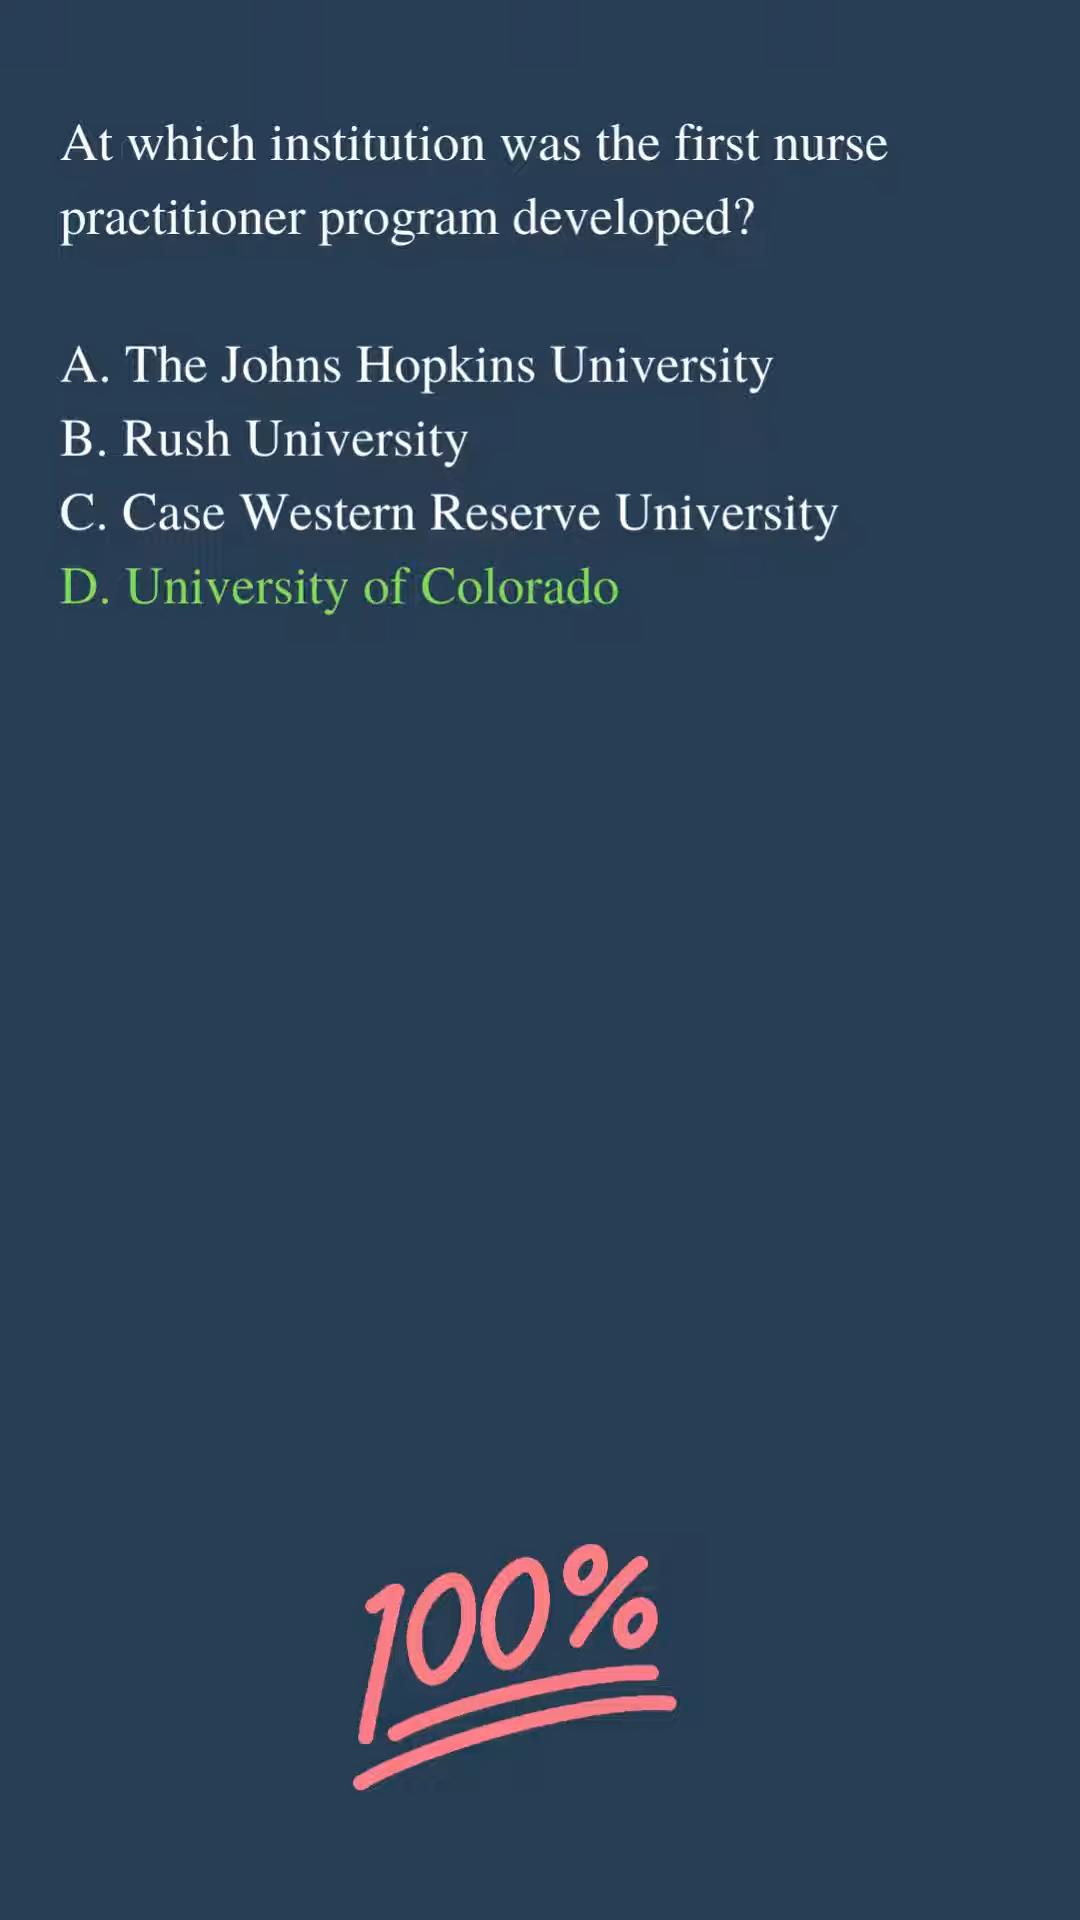 At which institution was the first nurse
practitioner program developed?
A. The Johns Hopkins University
B. Rush University
C. Case Western Reserve University
D. University of Colorado
100%